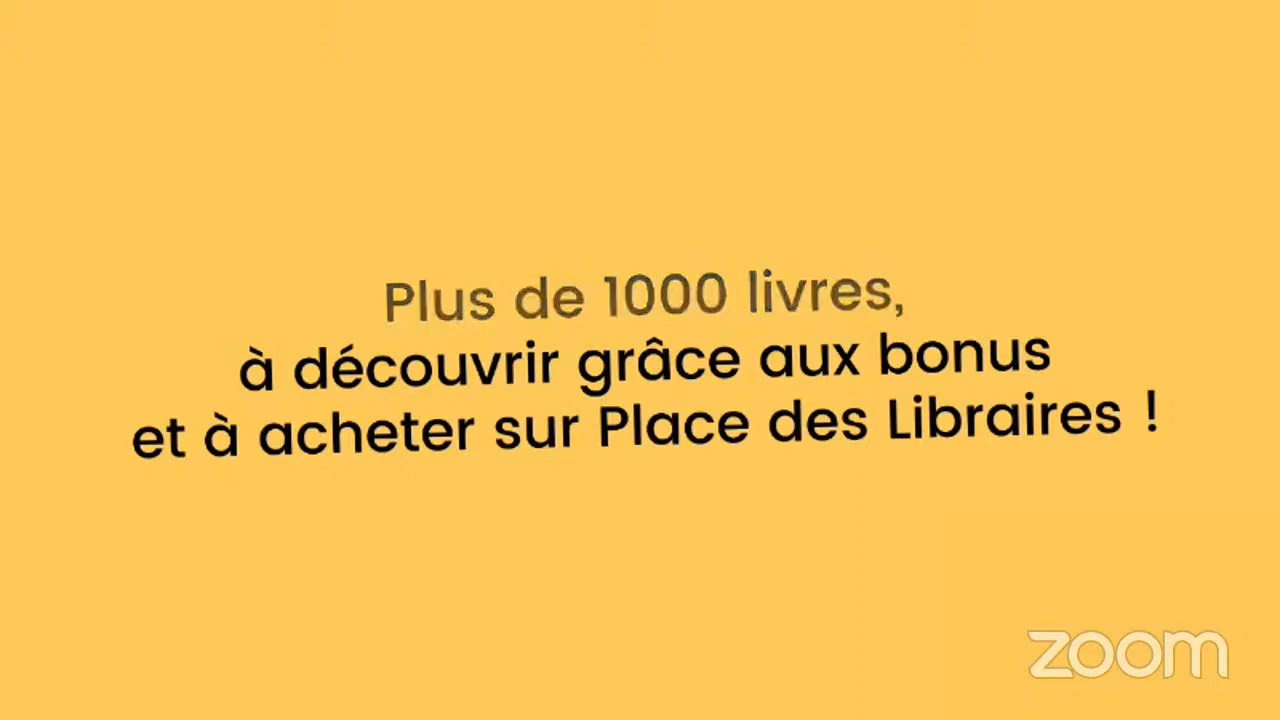 Plus de 1000 livres,
à découvrir grâce aux bonus
et à acheter sur Place des Libraires !
zoom